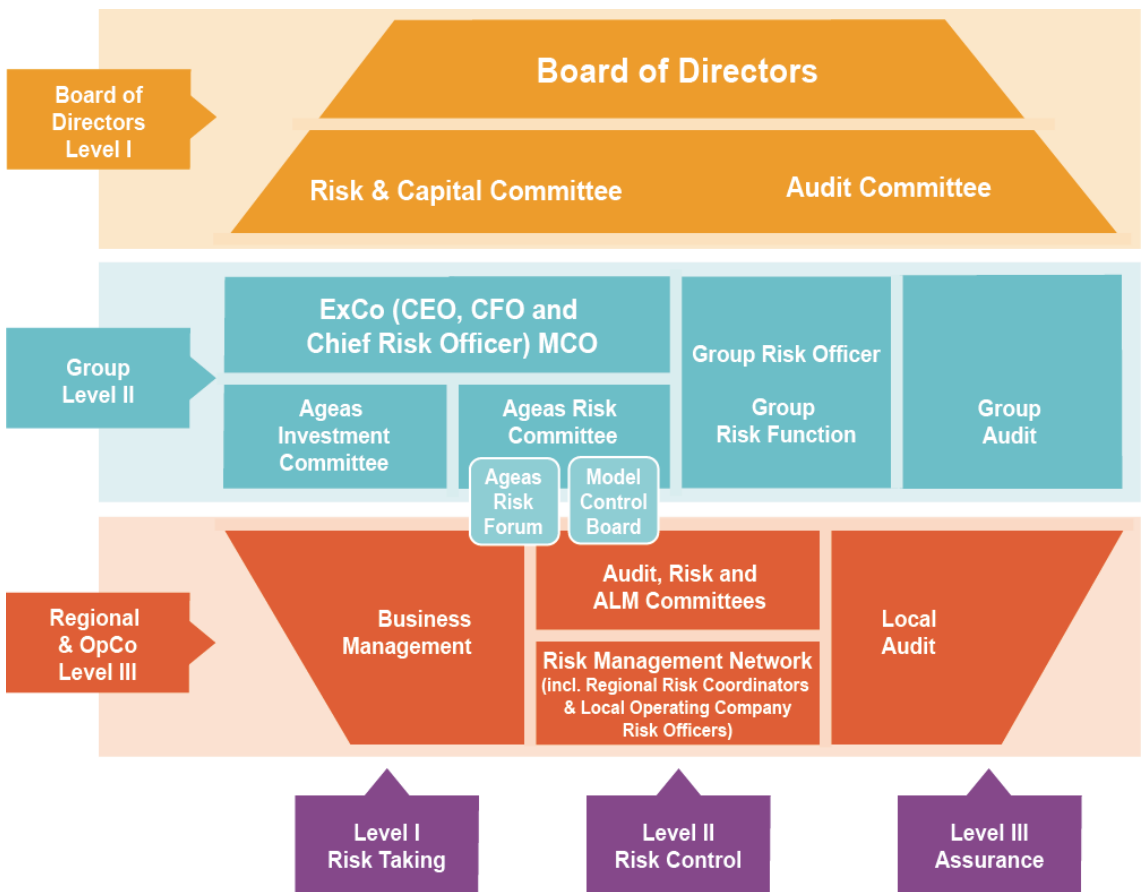 Board of Directors
Board of
Directors
Level I
Risk & Capital Committee
Audit Committee
ExCo (CEO, CFO and
Chief Risk Officer) MCO
Group Risk Officer
Group
Level II
Ageas
Investment
Committee
Ageas Risk
Committee
Group
Risk Function
Group
Audit
Ageas
Risk
Forum
Model
Control
Board
Regional
& OpCo
Level III
Business
Management
Audit, Risk and
ALM Committees
Local
Audit
Risk Management Network
(incl. Regional Risk Coordinators
& Local Operating Company
Risk Officers)
Level I
Risk Taking
Level II
Risk Control
Level III
Assurance